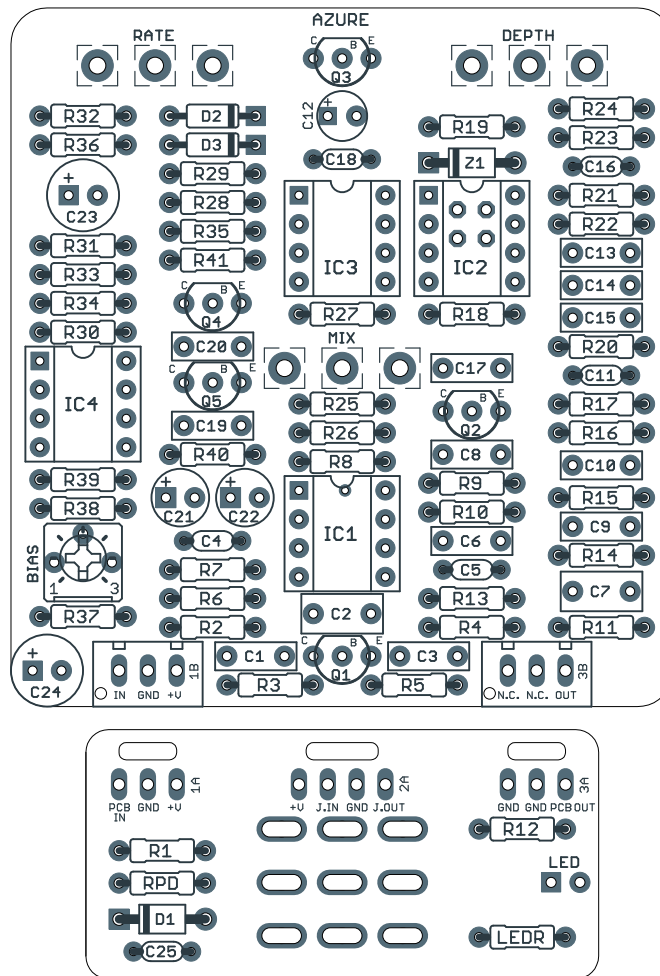 AZURE
RATE
DEPTH
C B E
Q3
R32
D2
+
C12
R24
R36
D3
R19
R23
C18
Z1
C16
R29
+
C23
R28
R21
R35
R22
R31
R41
IC3
IC2
C13
R33
C14
R34
C B E
Q4
R27
R18
C15
R30
MIX
C20
R20
C B E
Q5
C17
C11
IC4
R25
C B E
Q2
R17
C19
R26
R16
R40
R8
C8
C10
R39
R9
+
C21
+
C22
R15
R38
R10
IC1
C9
BIAS
1 3
C4
C6
R14
R7
C5
C7
R6
R13
R37
C2
R2
R4
R11
C B E
Q1
+
C24
IN GND +V
1B
C1
C3
N.C. N.C. OUT
3B
R3
R5
1A
2A
3A
PCB IN GND +V
+V J.IN GND J.OUT
GND GND PCB OUT
R12
R1
LED
RPD
D1
LEDR
C25